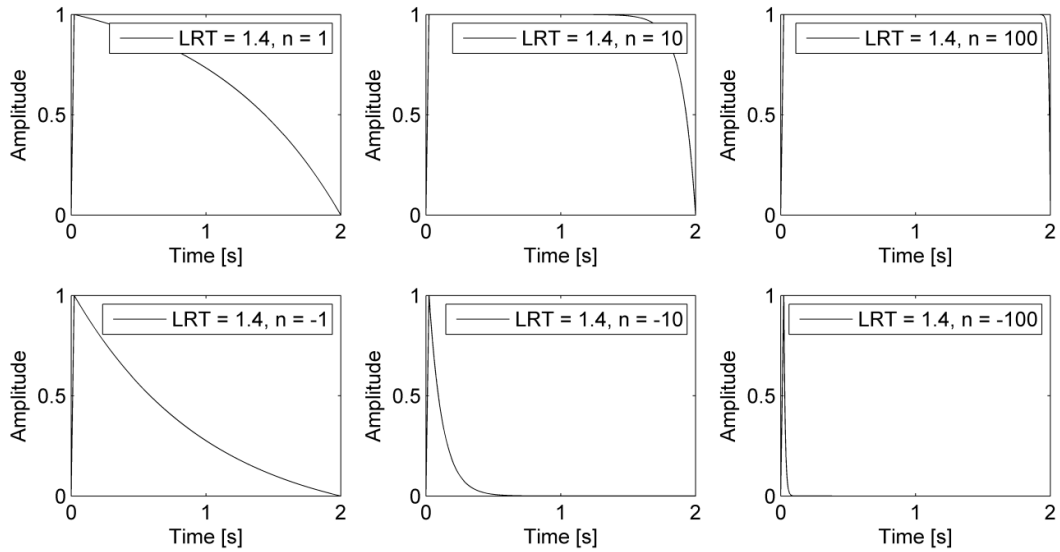 1
LRT = 1.4, n = 1
Amplitude
0.5
0
0
1
2
Time [s]
1
LRT = 1.4, n = 10
Amplitude
0.5
0
0
1
2
Time [s]
1
LRT = 1.4, n = 100
Amplitude
0.5
0
0
1
2
Time [s]
1
LRT = 1.4, n = -1
Amplitude
0.5
0
0
1
2
Time [s]
1
LRT = 1.4, n = -10
Amplitude
0.5
0
0
1
2
Time [s]
1
LRT = 1.4, n = -100
Amplitude
0.5
0
0
1
2
Time [s]